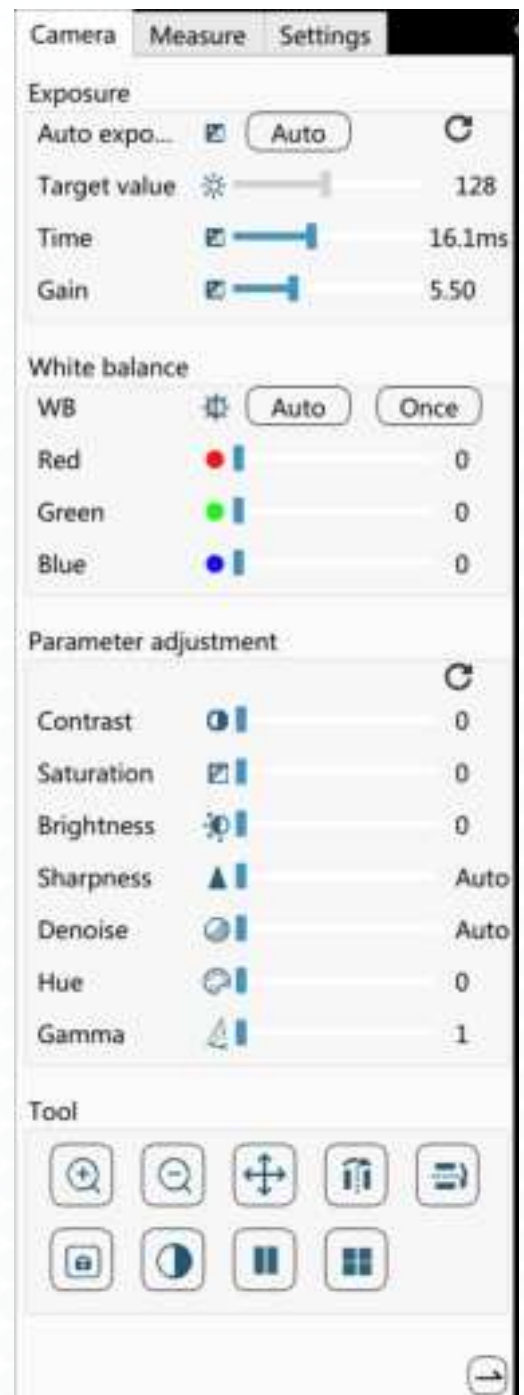 Camera Measure Settings
Exposure
Auto expo... Auto
Target value 128
Time 16.1ms
Gain 5.50
White balance
WB Auto Once
Red 0
Green 0
Blue 0
Parameter adjustment
Contrast 0
Saturation 0
Brightness 0
Sharpness Auto
Denoise Auto
Hue 0
Gamma 1
Tool